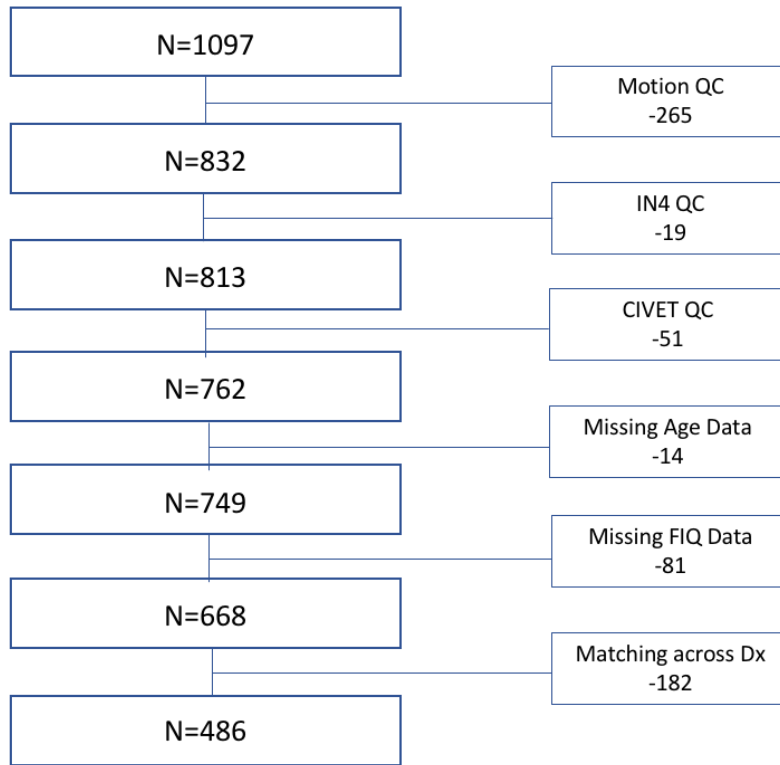 N=1097
Motion QC
-265
N=832
IN4 QC
-19
N=813
CIVET QC
-51
N=762
Missing Age Data
-14
N=749
Missing FIQ Data
-81
N=668
Matching across Dx
-182
N=486